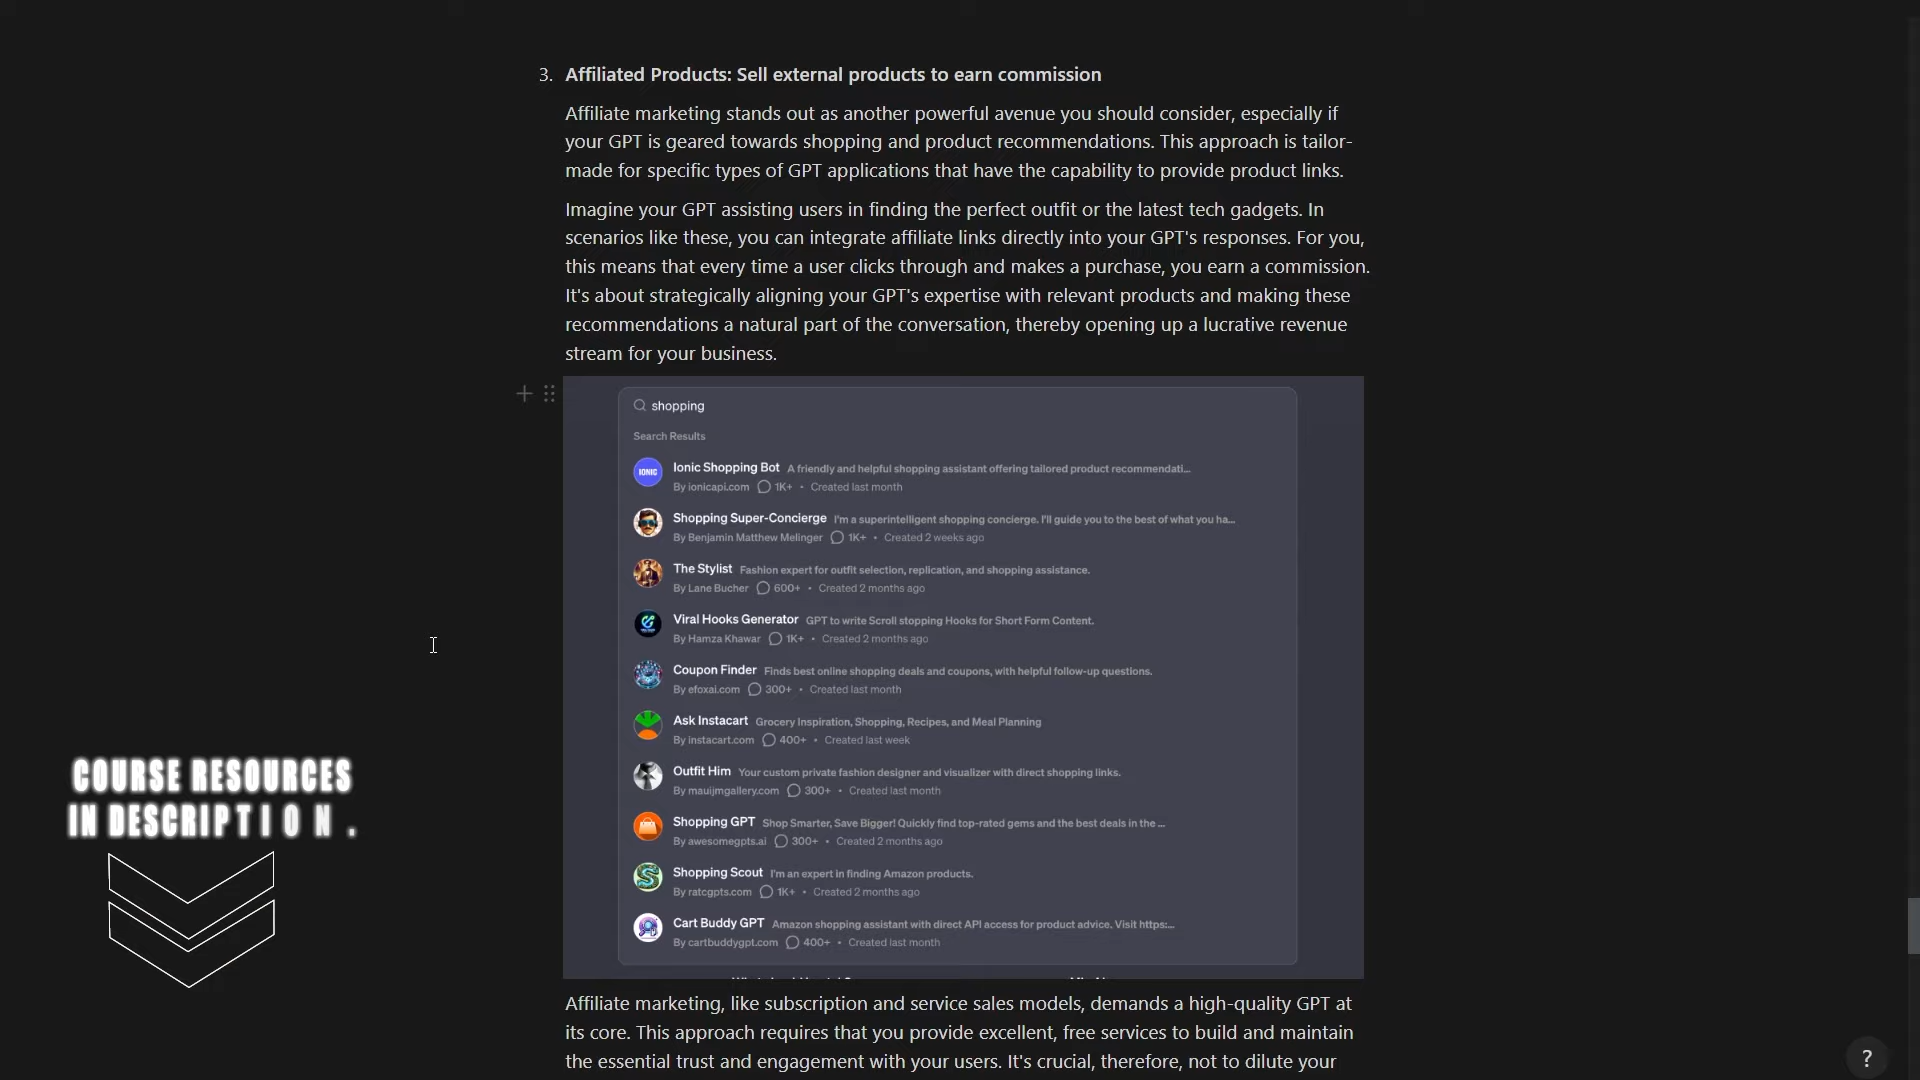 3. Affiliated Products: Sell external products to earn commission
Affiliate marketing stands out as another powerful avenue you should consider, especially if
your GPT is geared towards shopping and product recommendations. This approach is tailor-
made for specific types of GPT applications that have the capability to provide product links.
Imagine your GPT assisting users in finding the perfect outfit or the latest tech gadgets. In
scenarios like these, you can integrate affiliate links directly into your GPT's responses. For you,
this means that every time a user clicks through and makes a purchase, you earn a commission.
It's about strategically aligning your GPT's expertise with relevant products and making these
recommendations a natural part of the conversation, thereby opening up a lucrative revenue
stream for your business.
shopping
Search Results
IONIC
Ionic Shopping Bot A friendly and helpful shopping assistant offering tailored product recommendati...
By ionicapi.com 1K+ • Created last month
Shopping Super-Concierge I'm a superintelligent shopping concierge. I'll guide you to the best of what you ha...
By Benjamin Matthew Melinger 1K+ • Created 2 weeks ago
The Stylist Fashion expert for outfit selection, replication, and shopping assistance.
By Lane Bucher 600+ • Created 2 months ago
Viral Hooks Generator GPT to write Scroll stopping Hooks for Short Form Content.
By Hamza Khawar 1K+ • Created 2 months ago
Coupon Finder Finds best online shopping deals and coupons, with helpful follow-up questions.
By efoxai.com 300+ • Created last month
Ask Instacart Grocery Inspiration, Shopping, Recipes, and Meal Planning
By instacart.com 400+ • Created last week
Outfit Him Your custom private fashion designer and visualizer with direct shopping links.
By mauijmgallery.com 300+ • Created last month
Shopping GPT Shop Smarter, Save Bigger! Quickly find top-rated gems and the best deals in the ...
By awesomegpts.ai 300+ • Created 2 months ago
Shopping Scout I'm an expert in finding Amazon products.
By ratcgpts.com 1K+ • Created 2 months ago
Cart Buddy GPT Amazon shopping assistant with direct API access for product advice. Visit https:...
By cartbuddygpt.com 400+ • Created last month
COURSE RESOURCES
IN DESCRIPTION.
Affiliate marketing, like subscription and service sales models, demands a high-quality GPT at
its core. This approach requires that you provide excellent, free services to build and maintain
the essential trust and engagement with your users. It's crucial, therefore, not to dilute your
?